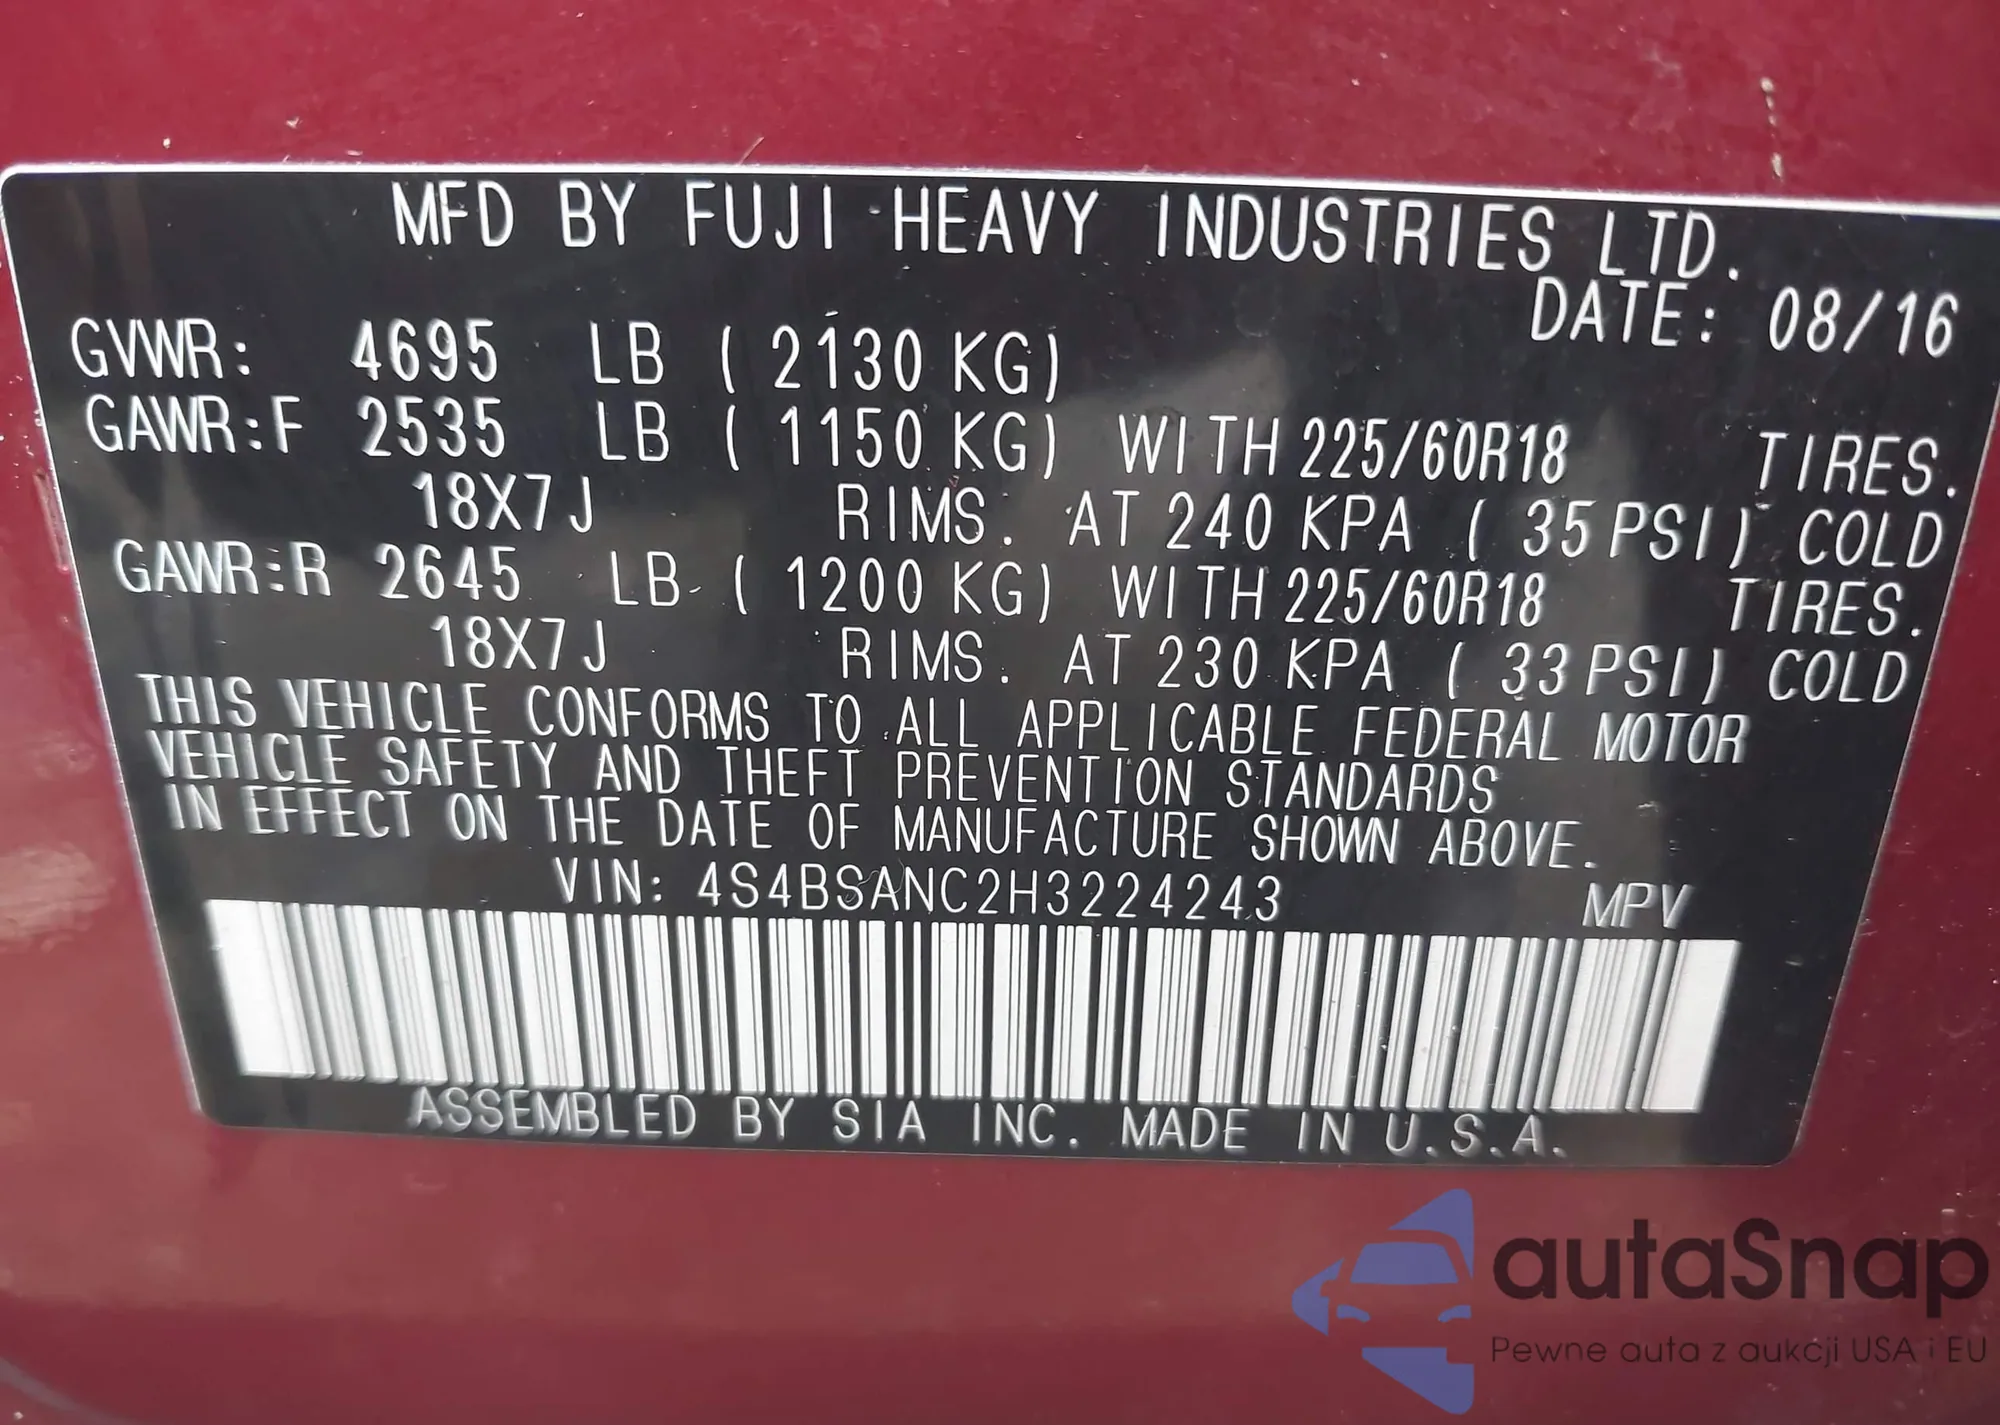 MFD BY FUJI HEAVY INDUSTRIES LTD.
DATE: 08/16
GVWR: 4695 LB ( 2130 KG)
GAWR:F 2535 LB ( 1150 KG) WITH 225/60R18 TIRES.
18X7J RIMS. AT 240 KPA ( 35 PSI) COLD
GAWR:R 2645 LB ( 1200 KG) WITH 225/60R18 TIRES.
18X7J RIMS. AT 230 KPA ( 33 PSI) COLD
THIS VEHICLE CONFORMS TO ALL APPLICABLE FEDERAL MOTOR
VEHICLE SAFETY AND THEFT PREVENTION STANDARDS
IN EFFECT ON THE DATE OF MANUFACTURE SHOWN ABOVE.
VIN: 4S4BSANC2H3224243 MPV
ASSEMBLED BY SIA INC. MADE IN U.S.A.
autaSnap
Pewne auta z aukcji USA i EU